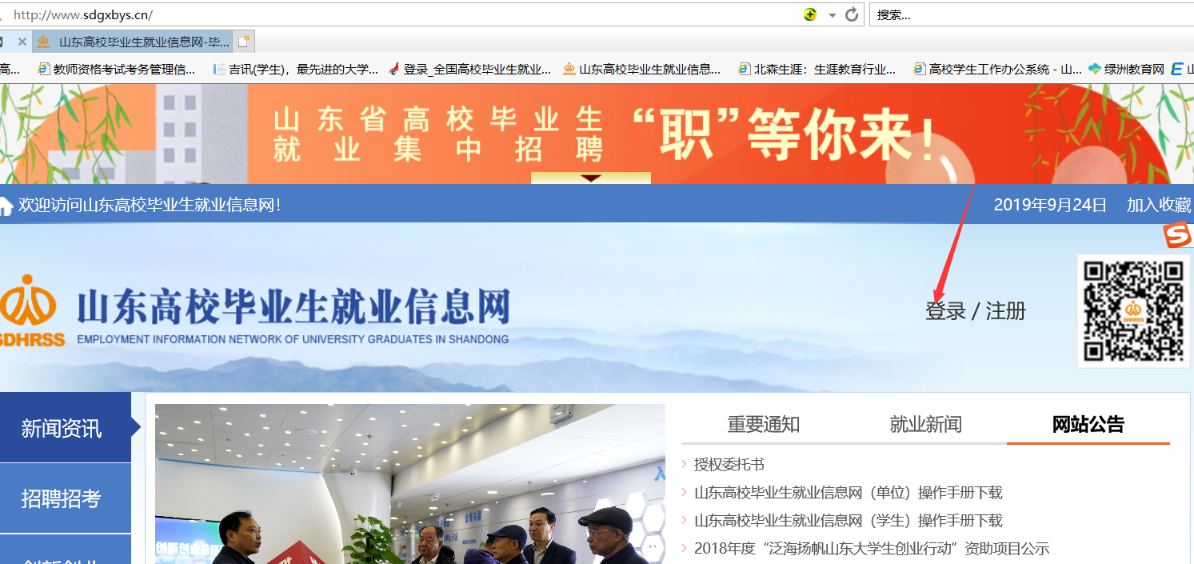 http://www.sdgxbys.cn/
搜索...
山东高校毕业生就业信息网-毕...
高...
教师资格考试考务管理信...
吉讯(学生)，最先进的大学...
登录_全国高校毕业生就业...
山东高校毕业生就业信息...
北森生涯：生涯教育行业...
高校学生工作办公系统 - 山...
绿洲教育网
山东省高校毕业生
就业集中招聘
“职”等你来!
欢迎访问山东高校毕业生就业信息网!
2019年9月24日
加入收藏
SDHRSS
山东高校毕业生就业信息网
EMPLOYMENT INFORMATION NETWORK OF UNIVERSITY GRADUATES IN SHANDONG
登录 / 注册
新闻资讯
招聘招考
创新创业
重要通知
就业新闻
网站公告
授权委托书
山东高校毕业生就业信息网（单位）操作手册下载
山东高校毕业生就业信息网（学生）操作手册下载
2018年度“泛海扬帆山东大学生创业行动”资助项目公示